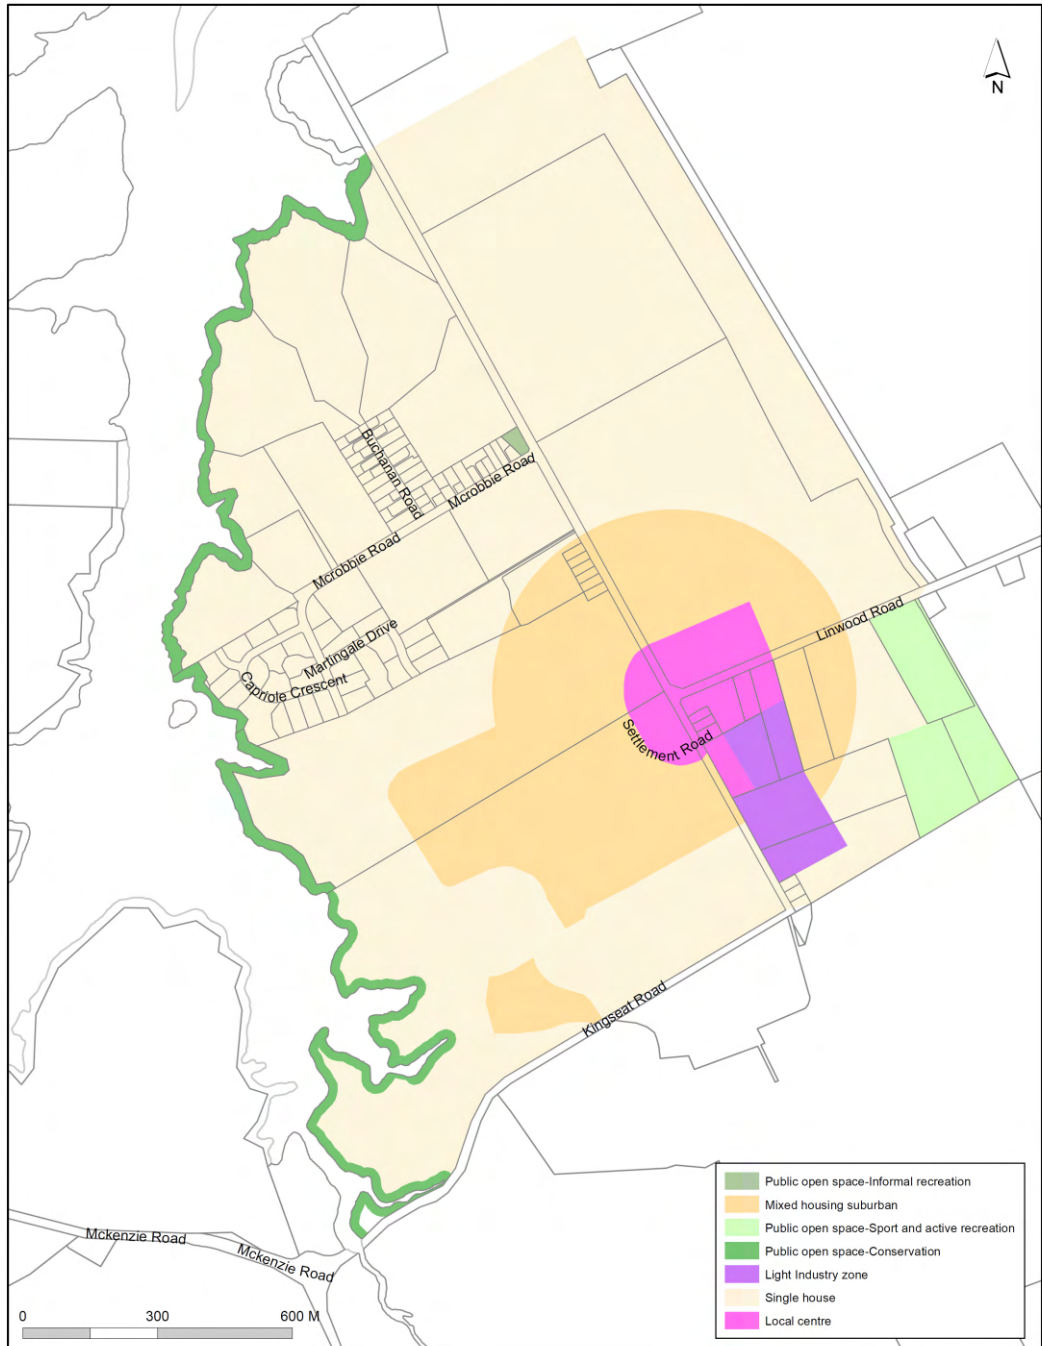 N
Buchanan Road
Mcrobbie Road
Mcrobbie Road
Linwood Road
Martingale Drive
Capriole Crescent
Settlement Road
Kingseat Road
Mckenzie Road
Mckenzie Road
0 300 600 M
Public open space-Informal recreation
Mixed housing suburban
Public open space-Sport and active recreation
Public open space-Conservation
Light Industry zone
Single house
Local centre